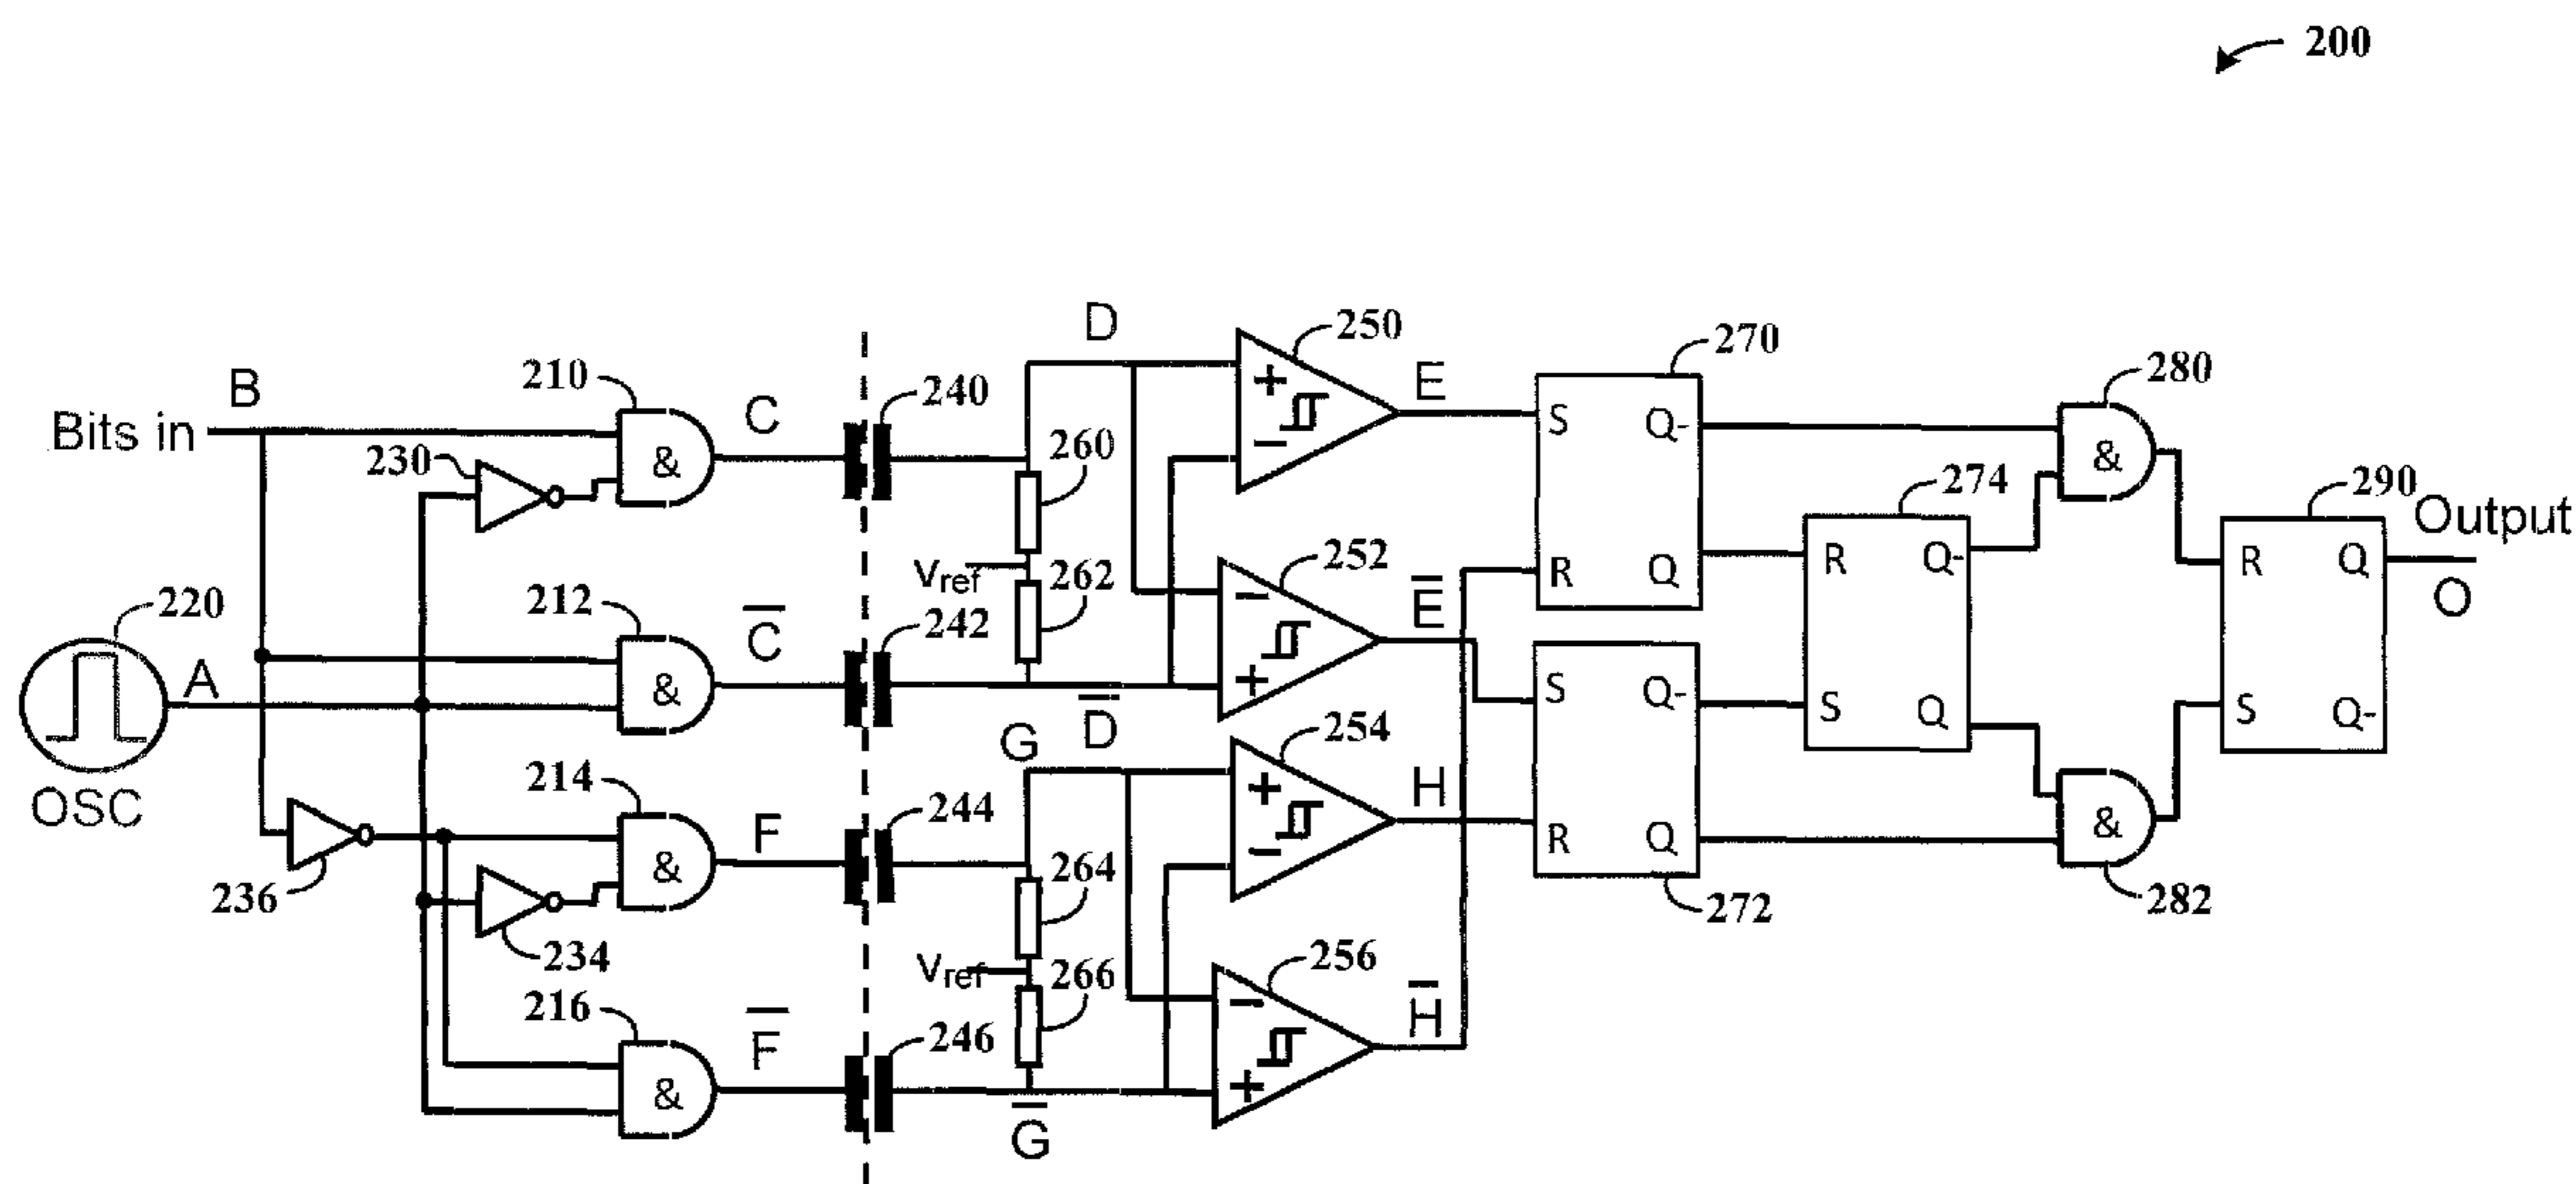 200
Bits in
B
210
&
C
230
240
D
250
+
−
E
260
Vref
262
270
S
Q-
R
Q
280
&
220
A
OSC
212
&
C̅
242
D̅
252
−
+
E̅
274
R
Q-
S
Q
290
R
Q
S
Q-
Output
O
236
214
&
F
234
244
G
254
+
−
H
264
Vref
266
272
S
Q-
R
Q
282
&
216
&
F̅
246
G̅
256
−
+
H̅